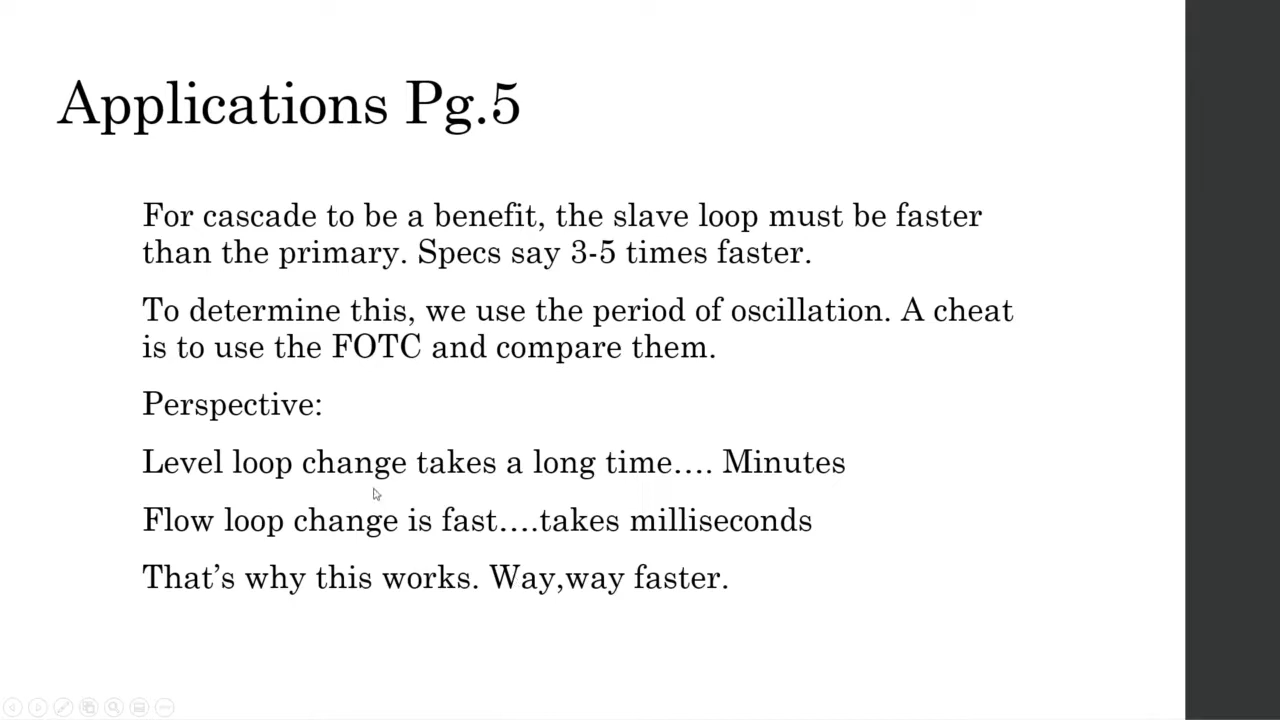 Applications Pg.5
For cascade to be a benefit, the slave loop must be faster
than the primary. Specs say 3-5 times faster.
To determine this, we use the period of oscillation. A cheat
is to use the FOTC and compare them.
Perspective:
Level loop change takes a long time…. Minutes
Flow loop change is fast….takes milliseconds
That’s why this works. Way,way faster.